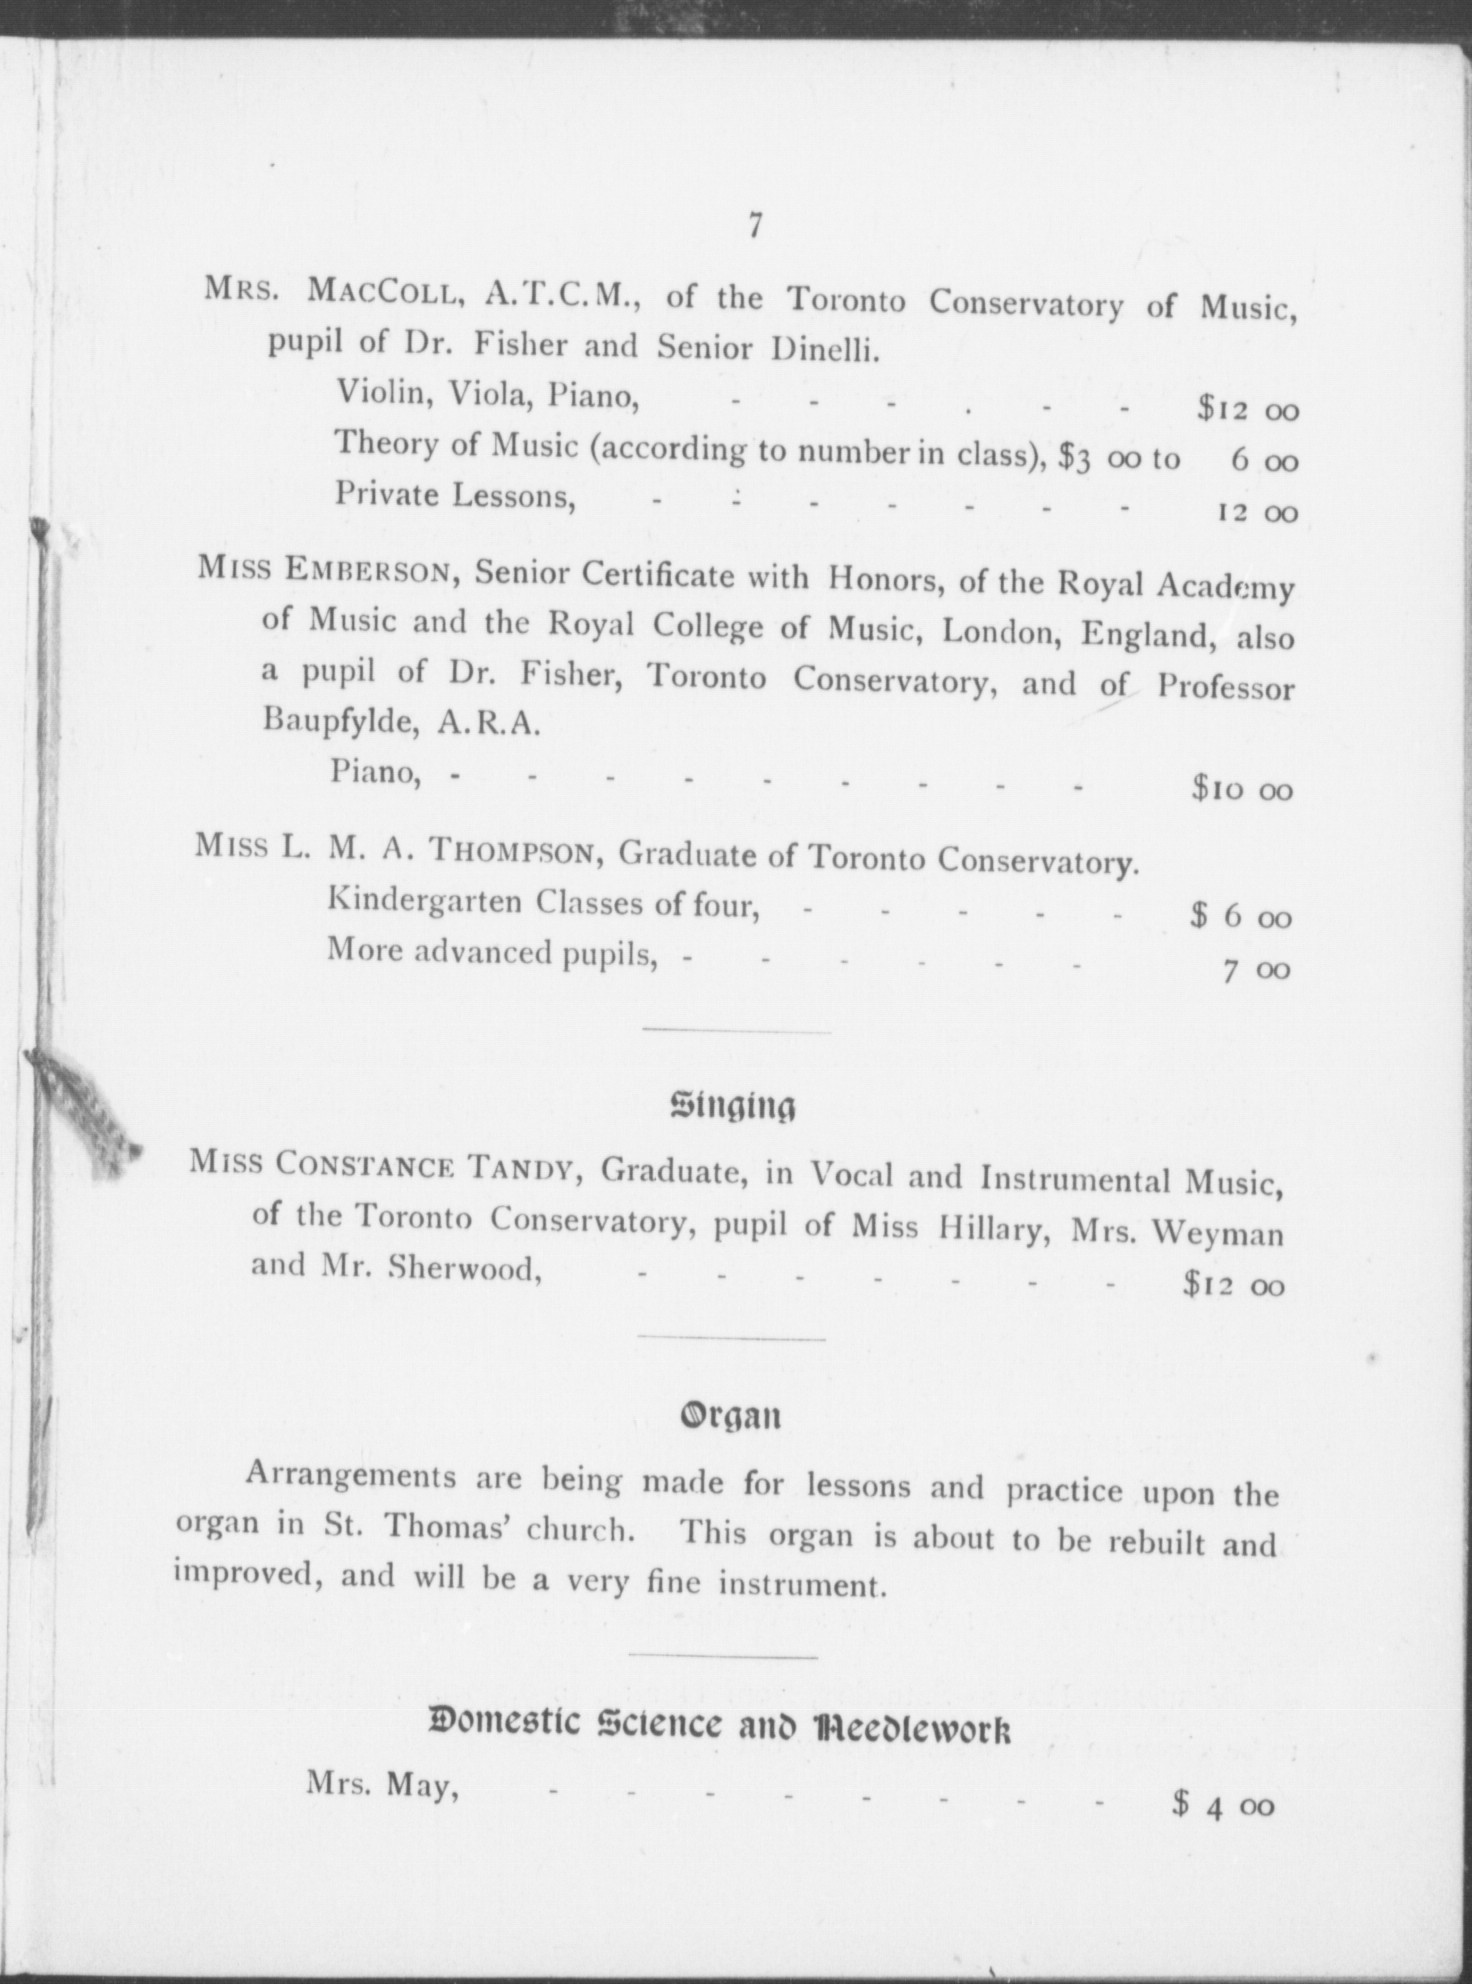 7
MRS. MACCOLL, A.T.C.M., of the Toronto Conservatory of Music,
pupil of Dr. Fisher and Senior Dinelli.
Violin, Viola, Piano, - - - . - - $12 00
Theory of Music (according to number in class), $3 00 to 6 00
Private Lessons, - - - - - - - 12 00
MISS EMBERSON, Senior Certificate with Honors, of the Royal Academy
of Music and the Royal College of Music, London, England, also
a pupil of Dr. Fisher, Toronto Conservatory, and of Professor
Baupfylde, A.R.A.
Piano, - - - - - - - - - $10 00
MISS L. M. A. THOMPSON, Graduate of Toronto Conservatory.
Kindergarten Classes of four, - - - - - $ 6 00
More advanced pupils, - - - - - - 7 00
Singing
MISS CONSTANCE TANDY, Graduate, in Vocal and Instrumental Music,
of the Toronto Conservatory, pupil of Miss Hillary, Mrs. Weyman
and Mr. Sherwood, - - - - - - - $12 00
Organ
Arrangements are being made for lessons and practice upon the
organ in St. Thomas' church. This organ is about to be rebuilt and
improved, and will be a very fine instrument.
Domestic Science and Needlework
Mrs. May, - - - - - - - - $ 4 00